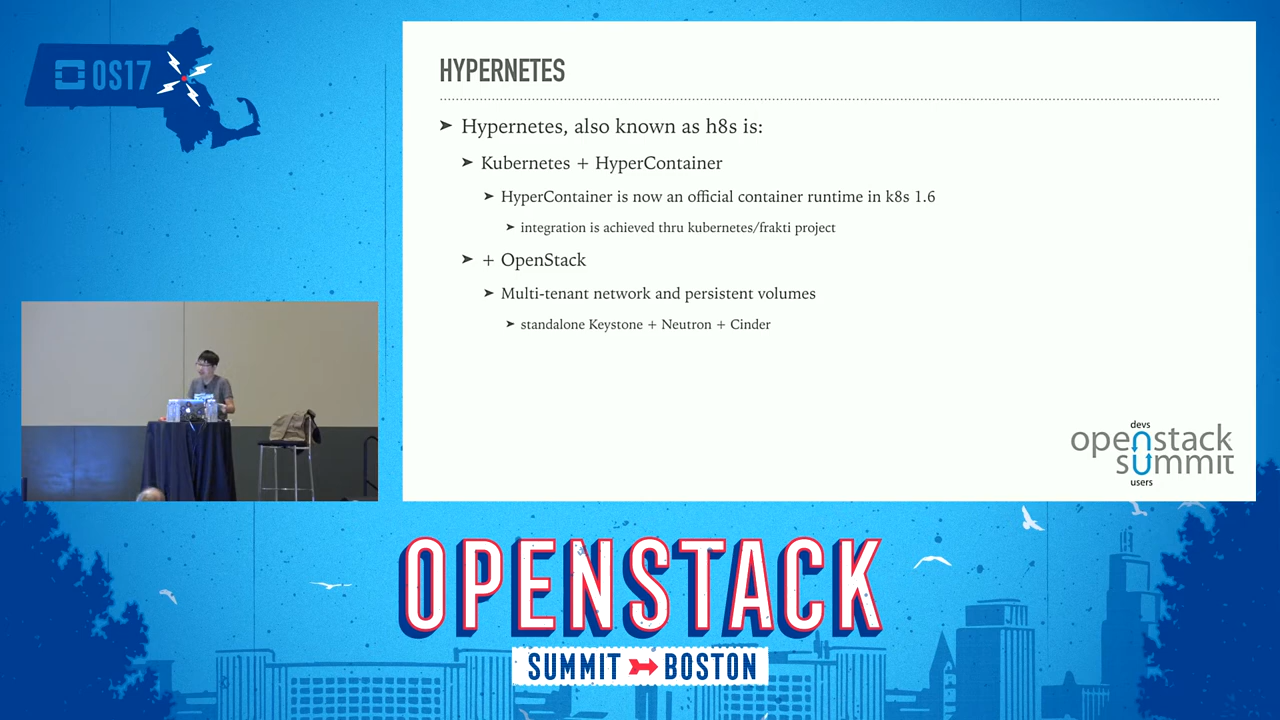 OS17
HYPERNETES
Hypernetes, also known as h8s is:
Kubernetes + HyperContainer
HyperContainer is now an official container runtime in k8s 1.6
integration is achieved thru kubernetes/frakti project
+ OpenStack
Multi-tenant network and persistent volumes
standalone Keystone + Neutron + Cinder
devs
openstack
summit
users
OPENSTACK
SUMMIT BOSTON